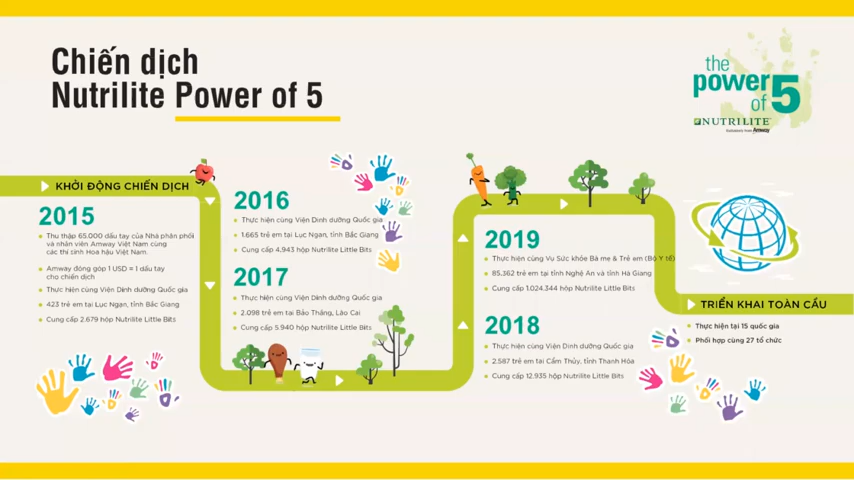 Chiến dịch
Nutrilite Power of 5
the
power
of 5
NUTRILITE
Exclusively from Amway
KHỞI ĐỘNG CHIẾN DỊCH
2015
Thu thập 65.000 dấu tay của Nhà phân phối
và nhân viên Amway Việt Nam cùng
các thí sinh Hoa hậu Việt Nam.
Amway đóng góp 1 USD = 1 dấu tay
cho chiến dịch
Thực hiện cùng Viện Dinh dưỡng Quốc gia
423 trẻ em tại Lục Ngạn, tỉnh Bắc Giang
Cung cấp 2.679 hộp Nutrilite Little Bits
2016
Thực hiện cùng Viện Dinh dưỡng Quốc gia
1.665 trẻ em tại Lục Ngạn, tỉnh Bắc Giang
Cung cấp 4.943 hộp Nutrilite Little Bits
2017
Thực hiện cùng Viện Dinh dưỡng Quốc gia
2.098 trẻ em tại Bảo Thắng, Lào Cai
Cung cấp 5.940 hộp Nutrilite Little Bits
2019
Thực hiện cùng Vụ Sức khỏe Bà mẹ & Trẻ em (Bộ Y tế)
85.362 trẻ em tại tỉnh Nghệ An và tỉnh Hà Giang
Cung cấp 1.024.344 hộp Nutrilite Little Bits
2018
Thực hiện cùng Viện Dinh dưỡng Quốc gia
2.587 trẻ em tại Cẩm Thủy, tỉnh Thanh Hóa
Cung cấp 12.935 hộp Nutrilite Little Bits
TRIỂN KHAI TOÀN CẦU
Thực hiện tại 15 quốc gia
Phối hợp cùng 27 tổ chức